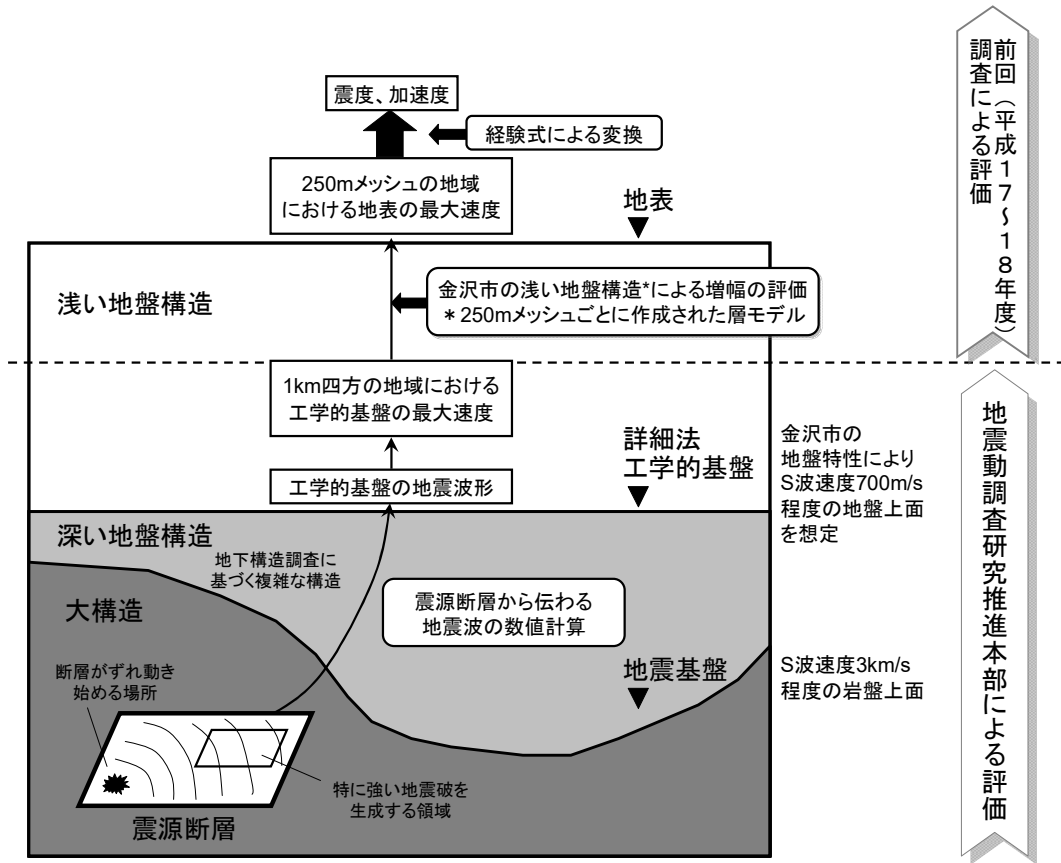 震度、加速度
経験式による変換
250mメッシュの地域
における地表の最大速度
地表
浅い地盤構造
金沢市の浅い地盤構造*による増幅の評価
*250mメッシュごとに作成された層モデル
1km四方の地域における
工学的基盤の最大速度
詳細法
工学的基盤
工学的基盤の地震波形
金沢市の
地盤特性により
S波速度700m/s
程度の地盤上面
を想定
深い地盤構造
地下構造調査に
基づく複雑な構造
大構造
震源断層から伝わる
地震波の数値計算
断層がずれ動き
始める場所
地震基盤
S波速度3km/s
程度の岩盤上面
特に強い地震破を
生成する領域
震源断層
前回(平成17~18年度)
調査による評価
地震動調査研究推進本部による評価